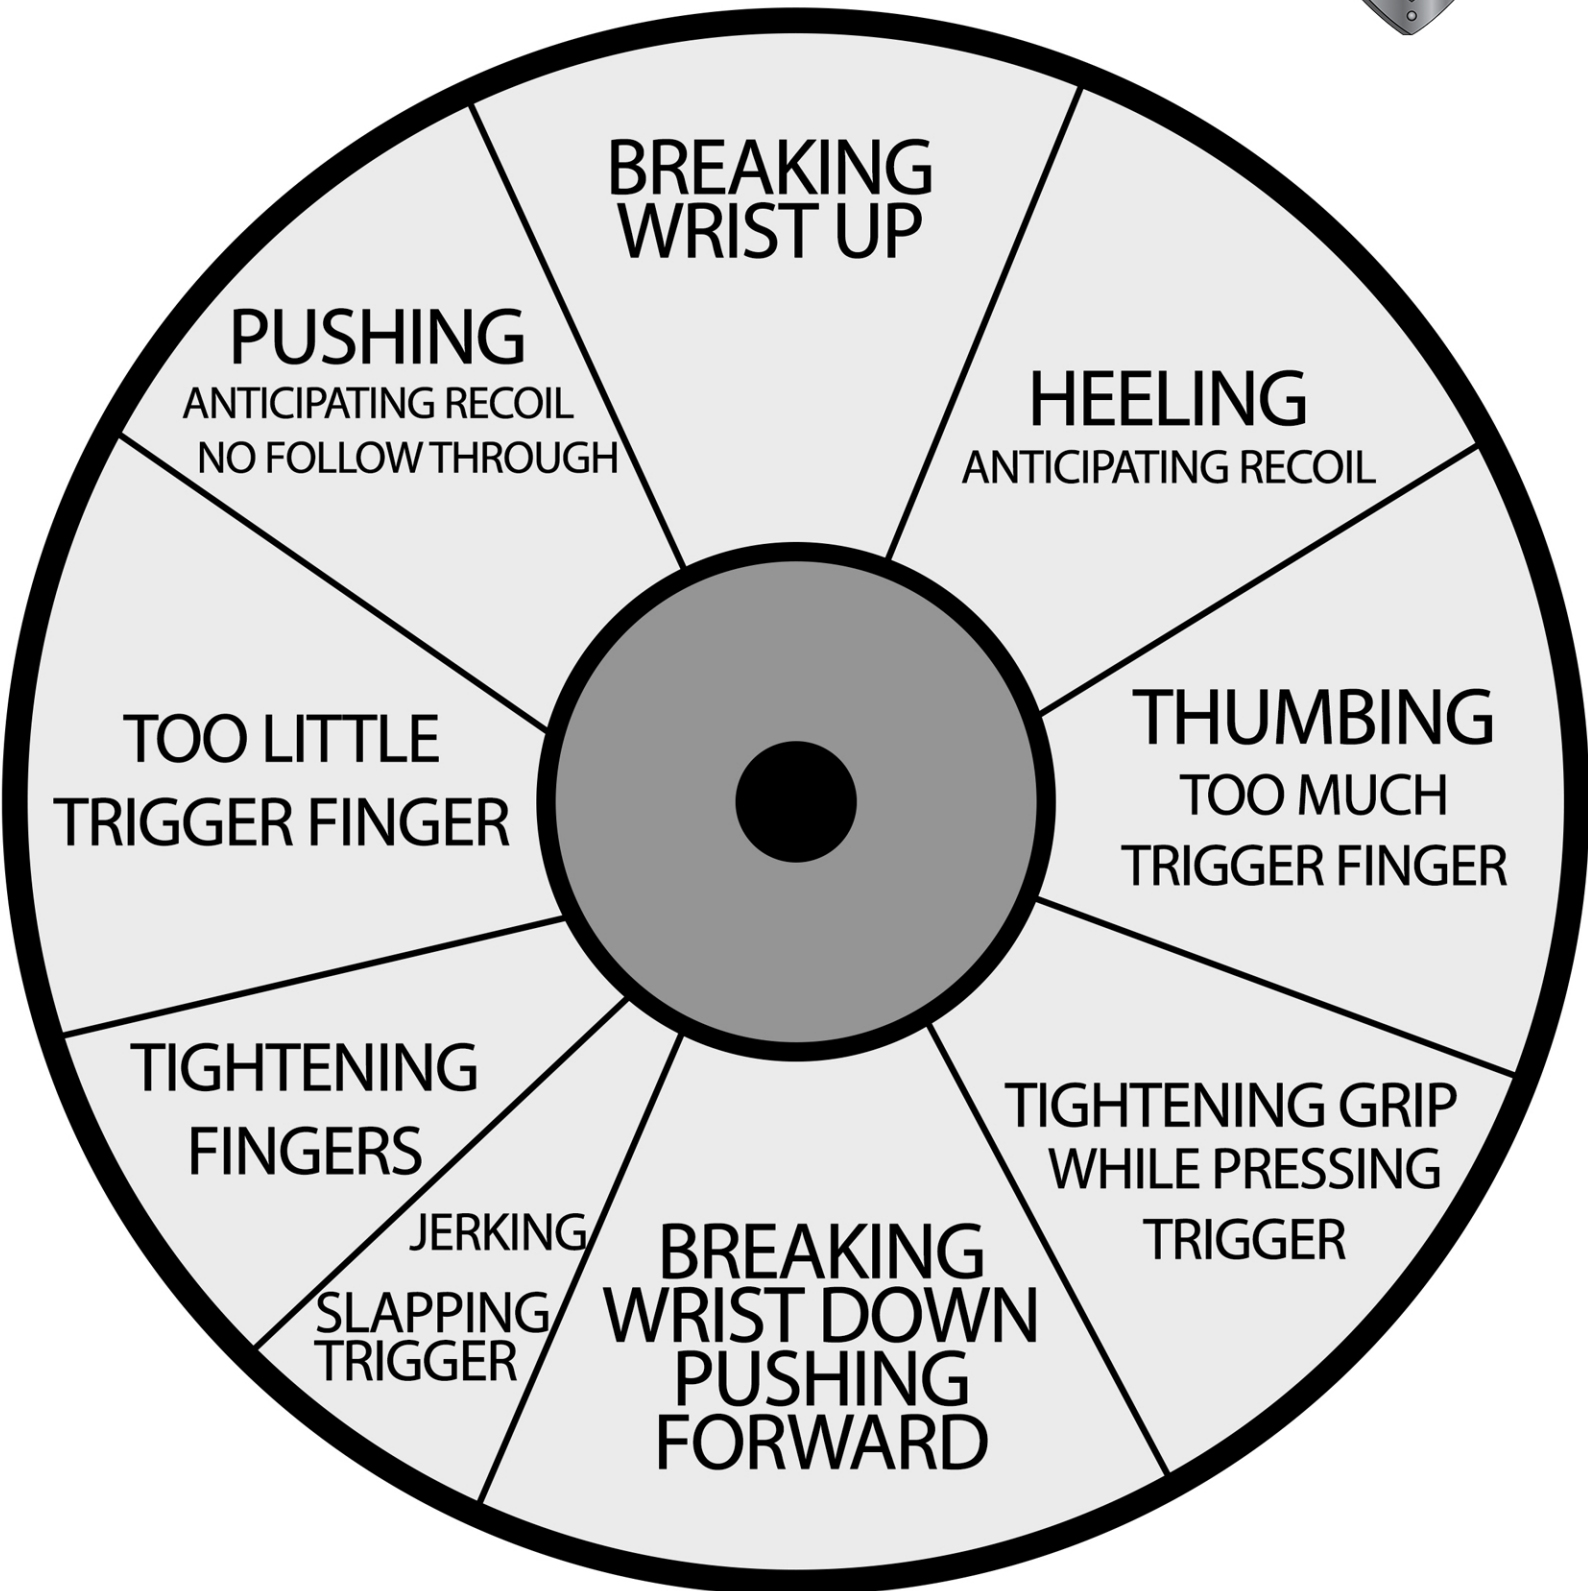 BREAKING
WRIST UP
PUSHING
ANTICIPATING RECOIL
NO FOLLOW THROUGH
HEELING
ANTICIPATING RECOIL
TOO LITTLE
TRIGGER FINGER
THUMBING
TOO MUCH
TRIGGER FINGER
TIGHTENING
FINGERS
JERKING
SLAPPING
TRIGGER
BREAKING
WRIST DOWN
PUSHING
FORWARD
TIGHTENING GRIP
WHILE PRESSING
TRIGGER